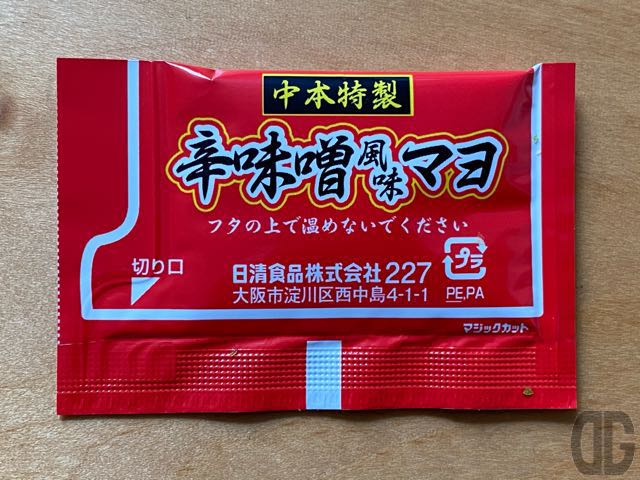 中本特製
辛味噌風味マヨ
フタの上で温めないでください
切り口
日清食品株式会社227
大阪市淀川区西中島4-1-1
プラ
PE,PA
マジックカット
DG